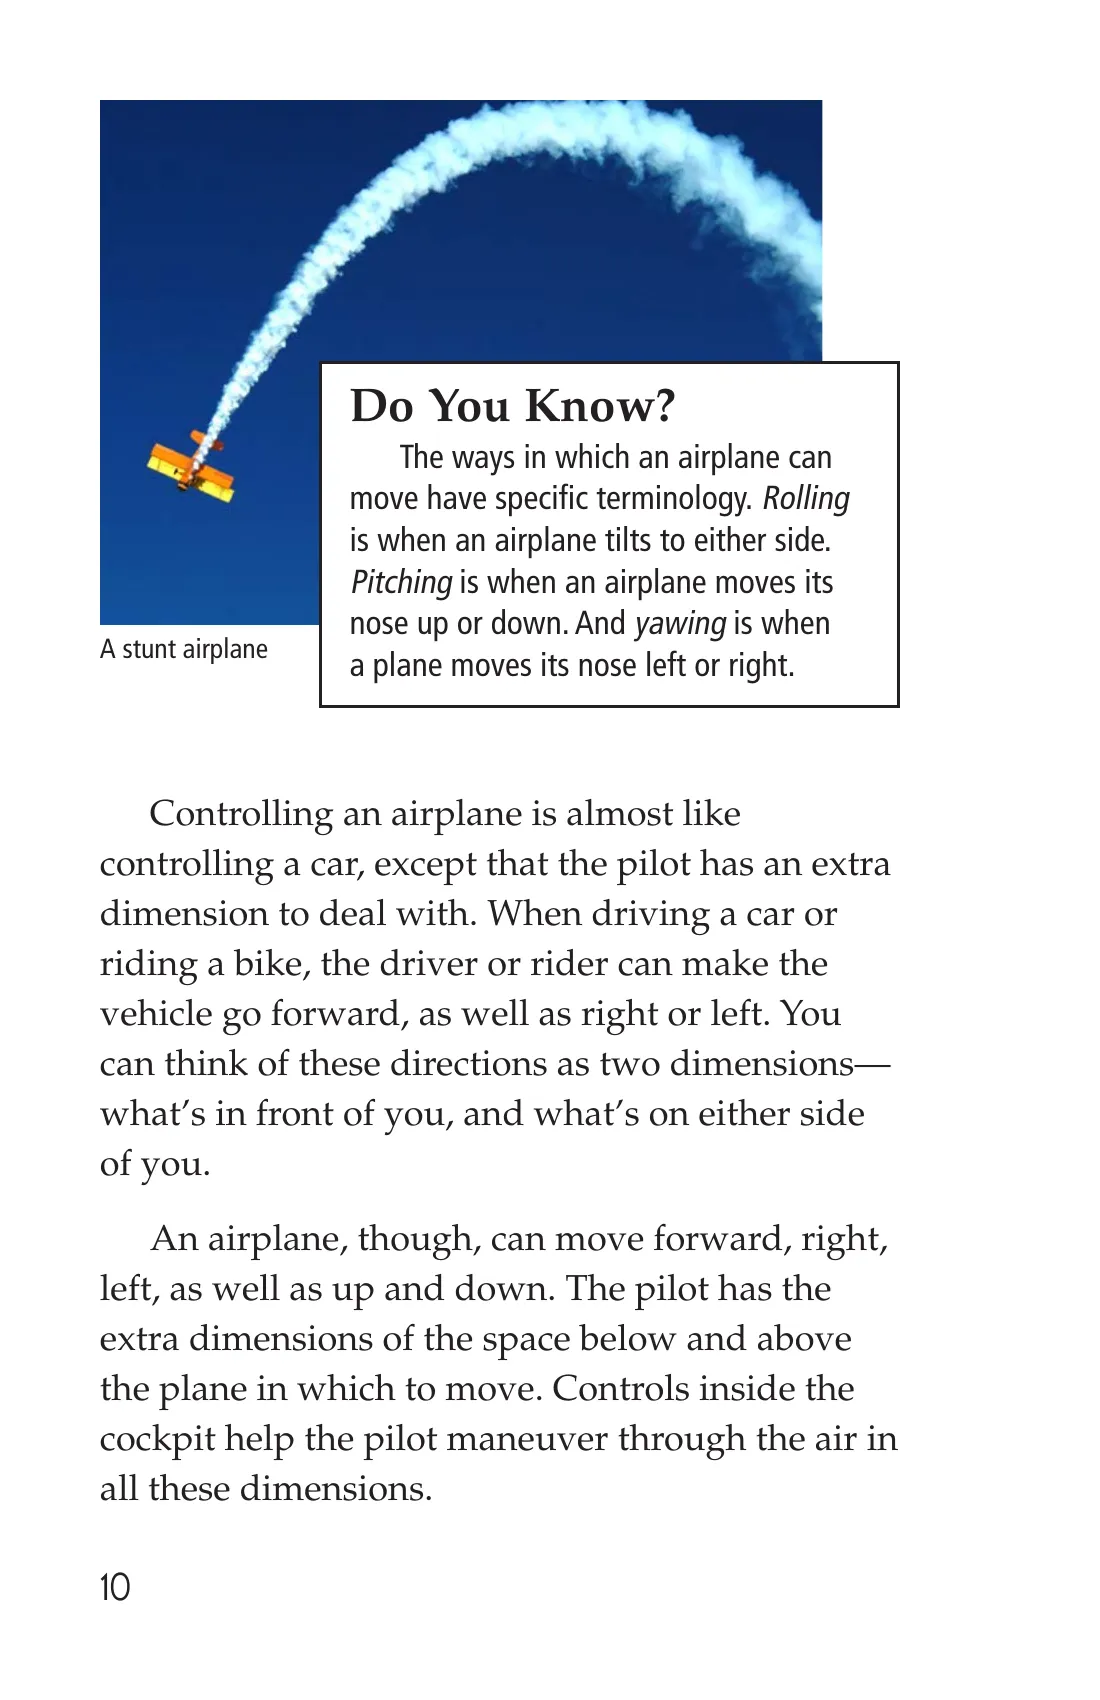 Do You Know?
The ways in which an airplane can
move have specific terminology. Rolling
is when an airplane tilts to either side.
Pitching is when an airplane moves its
nose up or down. And yawing is when
a plane moves its nose left or right.
A stunt airplane
Controlling an airplane is almost like
controlling a car, except that the pilot has an extra
dimension to deal with. When driving a car or
riding a bike, the driver or rider can make the
vehicle go forward, as well as right or left. You
can think of these directions as two dimensions—
what’s in front of you, and what’s on either side
of you.
An airplane, though, can move forward, right,
left, as well as up and down. The pilot has the
extra dimensions of the space below and above
the plane in which to move. Controls inside the
cockpit help the pilot maneuver through the air in
all these dimensions.
10